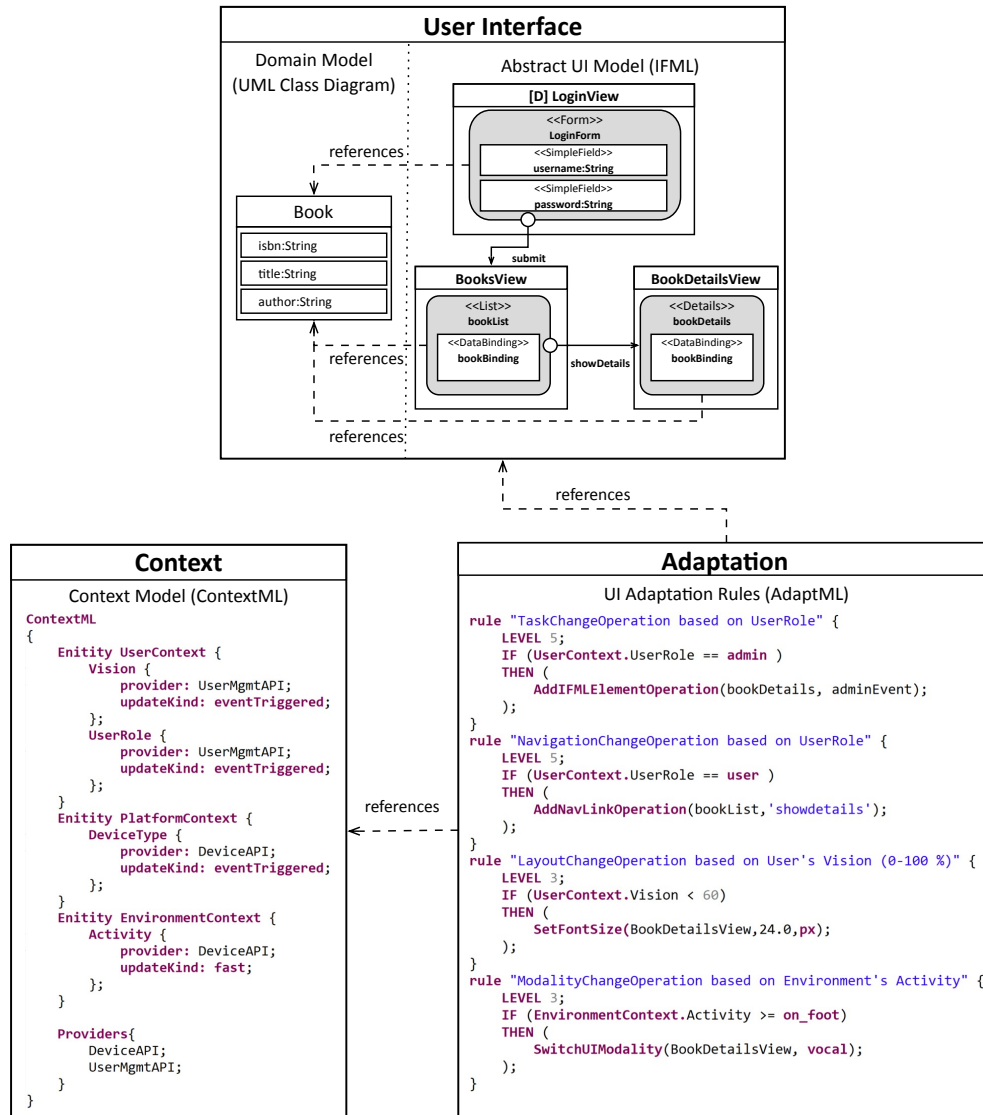 User Interface
Domain Model
(UML Class Diagram)
Abstract UI Model (IFML)
[D] LoginView
<<Form>>
LoginForm
<<SimpleField>>
username:String
<<SimpleField>>
password:String
references
Book
isbn:String
title:String
author:String
submit
BooksView
<<List>>
bookList
<<DataBinding>>
bookBinding
showDetails
BookDetailsView
<<Details>>
bookDetails
<<DataBinding>>
bookBinding
references
references
references
Context
Context Model (ContextML)
ContextML
{
Enitity UserContext {
Vision {
provider: UserMgmtAPI;
updateKind: eventTriggered;
};
UserRole {
provider: UserMgmtAPI;
updateKind: eventTriggered;
};
}
Enitity PlatformContext {
DeviceType {
provider: DeviceAPI;
updateKind: eventTriggered;
};
}
Enitity EnvironmentContext {
Activity {
provider: DeviceAPI;
updateKind: fast;
};
}
Providers{
DeviceAPI;
UserMgmtAPI;
}
}
references
Adaptation
UI Adaptation Rules (AdaptML)
rule "TaskChangeOperation based on UserRole" {
LEVEL 5;
IF (UserContext.UserRole == admin )
THEN (
AddIFMLElementOperation(bookDetails, adminEvent);
);
}
rule "NavigationChangeOperation based on UserRole" {
LEVEL 5;
IF (UserContext.UserRole == user )
THEN (
AddNavLinkOperation(bookList,'showdetails');
);
}
rule "LayoutChangeOperation based on User's Vision (0-100 %)" {
LEVEL 3;
IF (UserContext.Vision < 60)
THEN (
SetFontSize(BookDetailsView,24.0,px);
);
}
rule "ModalityChangeOperation based on Environment's Activity" {
LEVEL 3;
IF (EnvironmentContext.Activity >= on_foot)
THEN (
SwitchUIModality(BookDetailsView, vocal);
);
}